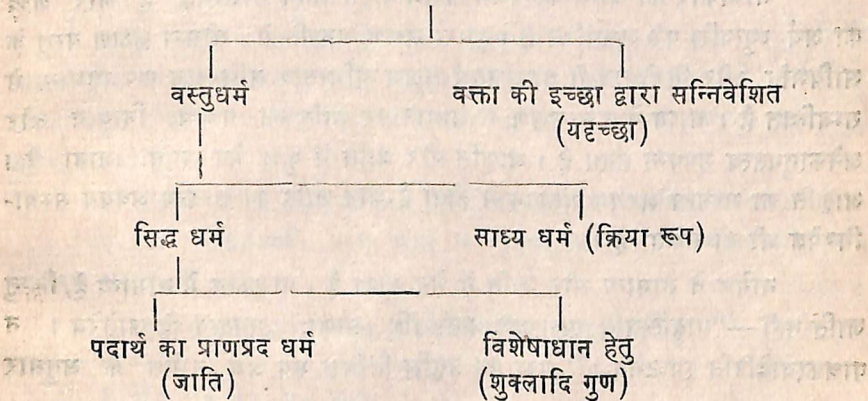 वस्तुधर्म
वक्ता की इच्छा द्वारा सन्निवेशित
(यदृच्छा)
सिद्ध धर्म
साध्य धर्म (क्रिया रूप)
पदार्थ का प्राणप्रद धर्म
(जाति)
विशेषाधान हेतु
(शुक्लादि गुण)